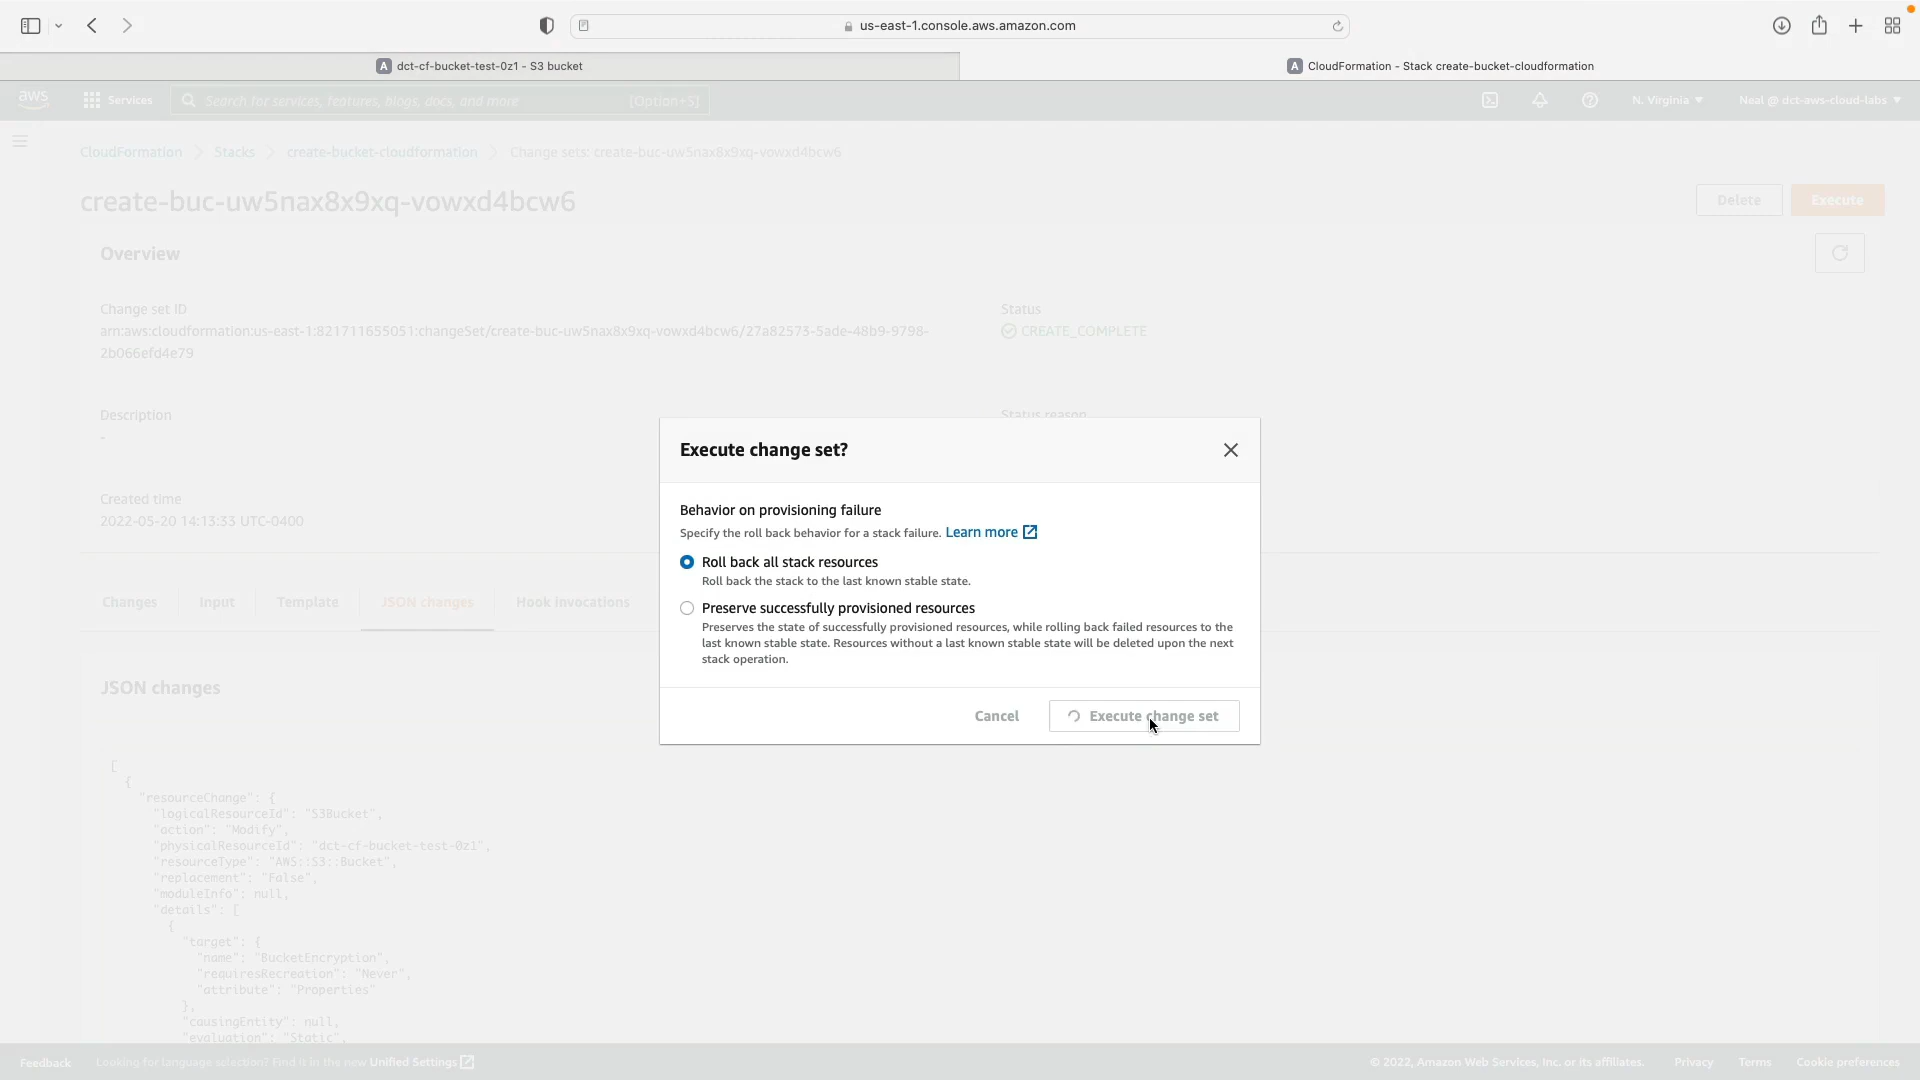 us-east-1.console.aws.amazon.com
dct-cf-bucket-test-0z1 - S3 bucket
CloudFormation - Stack create-bucket-cloudformation
aws
Services
Search for services, features, blogs, docs, and more
[Option+S]
N. Virginia
Neal @ dct-aws-cloud-labs
CloudFormation
Stacks
create-bucket-cloudformation
Change sets: create-buc-uw5nax8x9xq-vowxd4bcw6
create-buc-uw5nax8x9xq-vowxd4bcw6
Delete
Execute
Overview
Change set ID
arn:aws:cloudformation:us-east-1:821711655051:changeSet/create-buc-uw5nax8x9xq-vowxd4bcw6/27a82573-5ade-48b9-9798-
2b066efd4e79
Status
CREATE_COMPLETE
Description
-
Status reason
Created time
2022-05-20 14:13:33 UTC-0400
Execute change set?
Behavior on provisioning failure
Specify the roll back behavior for a stack failure. Learn more
Roll back all stack resources
Roll back the stack to the last known stable state.
Preserve successfully provisioned resources
Preserves the state of successfully provisioned resources, while rolling back failed resources to the
last known stable state. Resources without a last known stable state will be deleted upon the next
stack operation.
Cancel
Execute change set
Changes
Input
Template
JSON changes
Hook invocations
JSON changes
[
{
"resourceChange": {
"logicalResourceId": "S3Bucket",
"action": "Modify",
"physicalResourceId": "dct-cf-bucket-test-0z1",
"resourceType": "AWS::S3::Bucket",
"replacement": "False",
"moduleInfo": null,
"details": [
{
"target": {
"name": "BucketEncryption",
"requiresRecreation": "Never",
"attribute": "Properties"
},
"causingEntity": null,
"evaluation": "Static",
Feedback
Looking for language selection? Find it in the new Unified Settings
© 2022, Amazon Web Services, Inc. or its affiliates.
Privacy
Terms
Cookie preferences